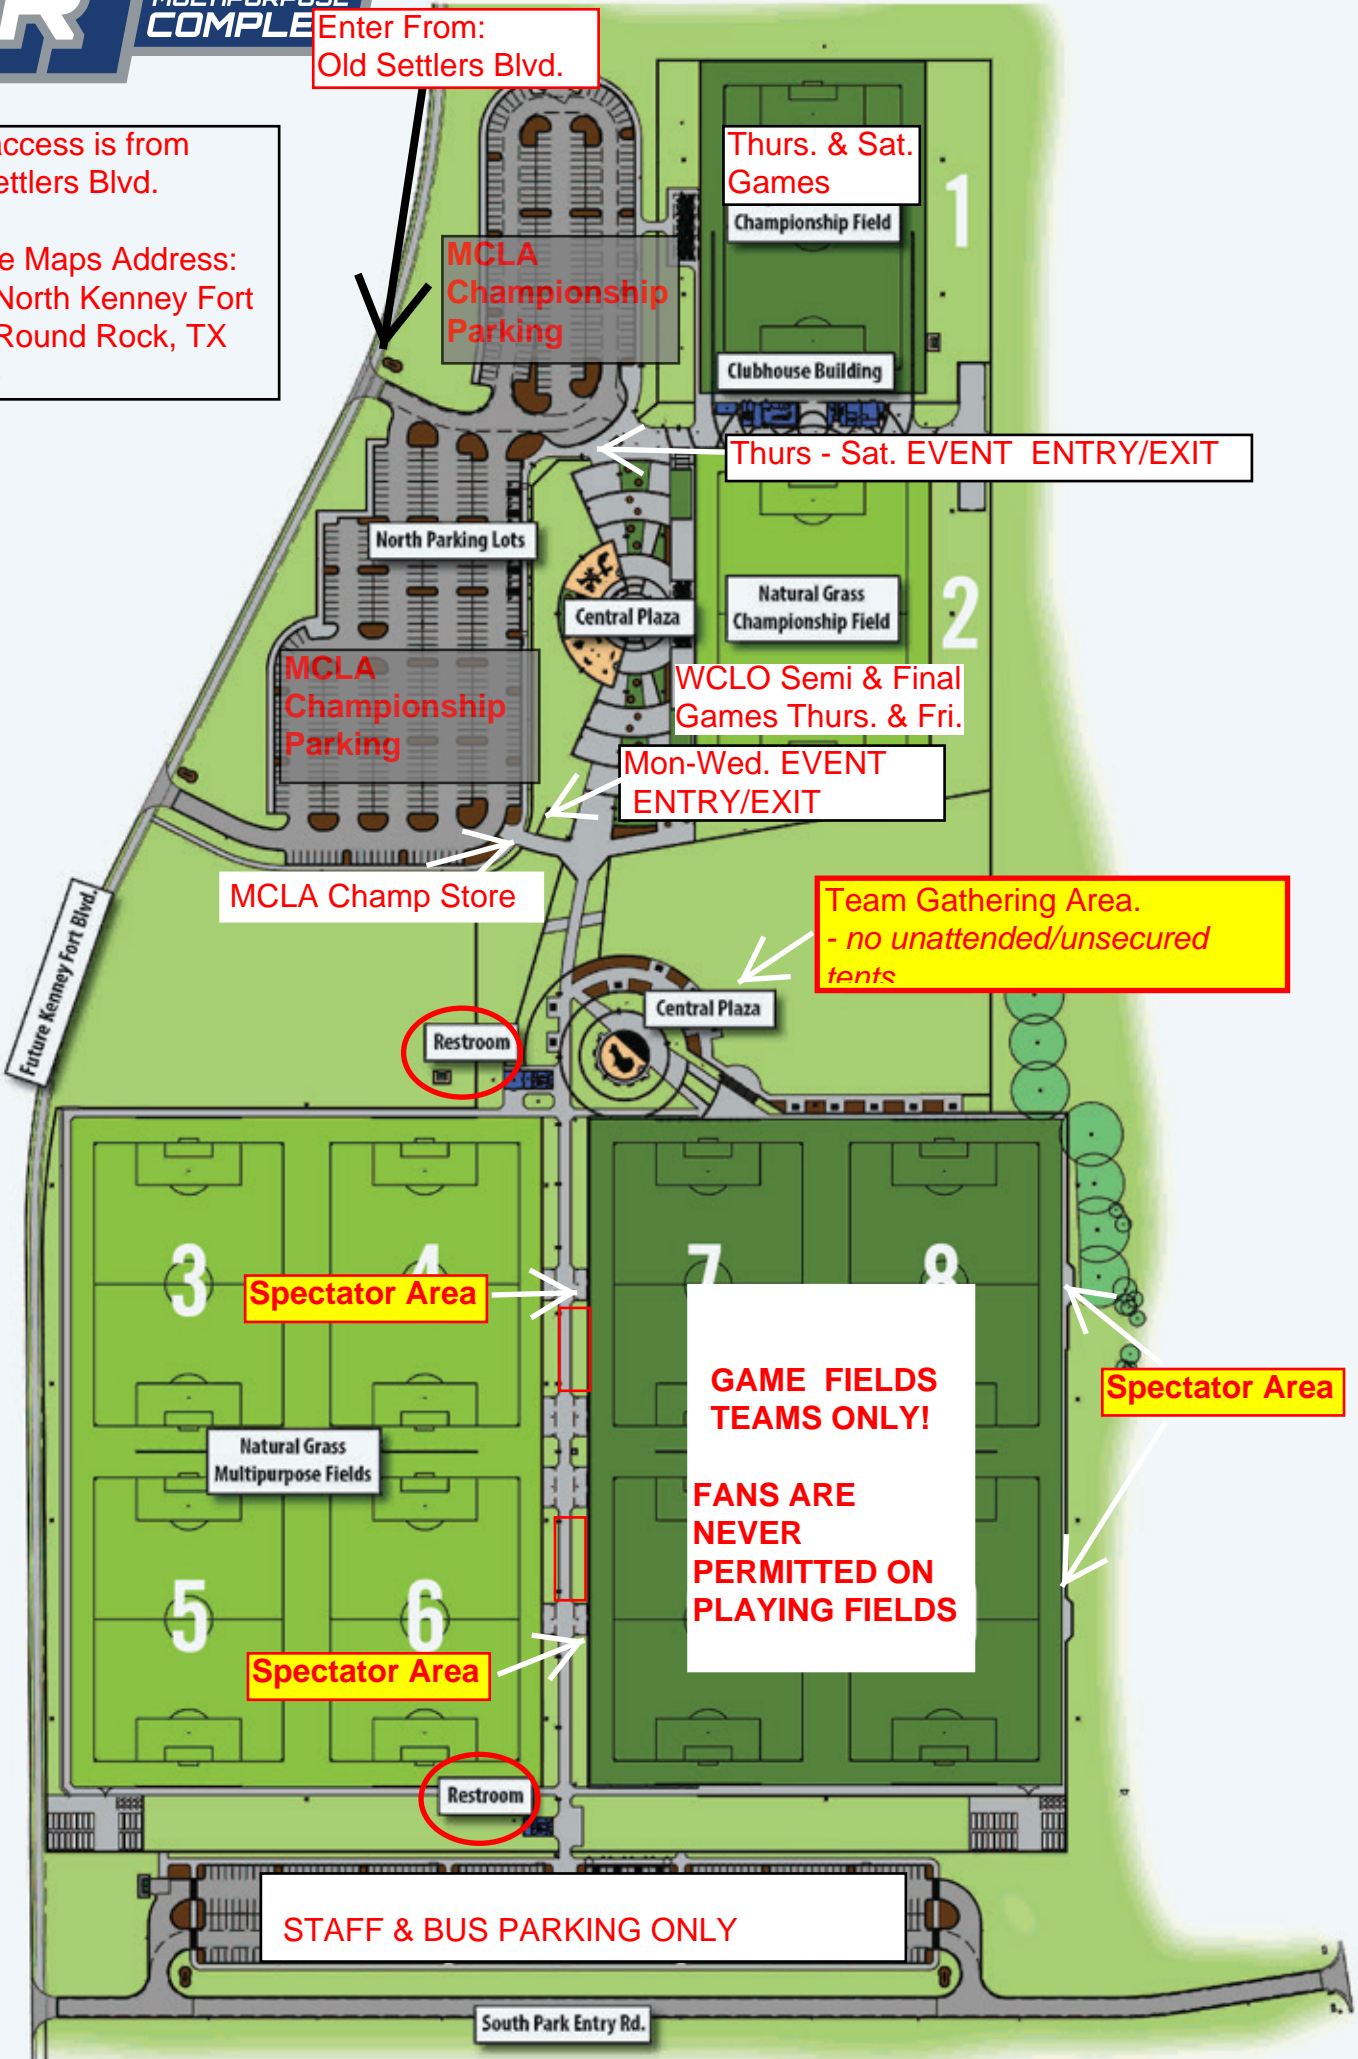 MULTIPURPOSE
COMPLE
R
Enter From:
Old Settlers Blvd.
access is from
ettlers Blvd.
e Maps Address:
North Kenney Fort
Round Rock, TX
Thurs. & Sat.
Games
Championship Field
1
MCLA
Championship
Parking
Clubhouse Building
Thurs - Sat. EVENT ENTRY/EXIT
North Parking Lots
Natural Grass
Championship Field
2
Central Plaza
WCLO Semi & Final
Games Thurs. & Fri.
MCLA
Championship
Parking
Mon-Wed. EVENT
ENTRY/EXIT
MCLA Champ Store
Team Gathering Area.
- no unattended/unsecured
tents
Future Kenney Fort Blvd.
Central Plaza
Restroom
3
4
7
8
Spectator Area
GAME FIELDS
TEAMS ONLY!
FANS ARE
NEVER
PERMITTED ON
PLAYING FIELDS
Spectator Area
Natural Grass
Multipurpose Fields
5
6
Spectator Area
Restroom
STAFF & BUS PARKING ONLY
South Park Entry Rd.